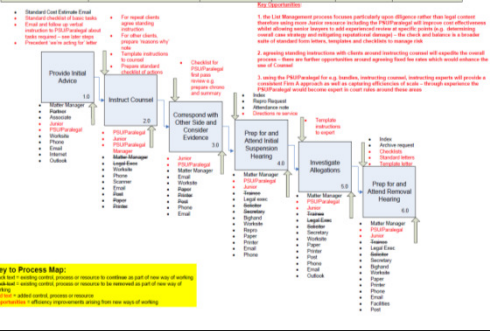 Key Opportunities
1. the List Management process focuses particularly upon diligence rather than legal content
therefore using more Junior resource including the PSU/Paralegal will improve cost effectiveness
whilst allowing senior lawyers to add experienced review at specific points (e.g. determining
overall case strategy and mitigating reputational damage) - the check and balance is a broader
suite of standard from letters, templates and checklists to manage risk
2. agreeing standing instructions with clients around instructing counsel will expedite the overall
process - there are further opportunities around agreeing fixed fee rates which would enhance the
use of Counsel
3. using the PSU/Paralegal for e.g. bundles, instructing counsel, instructing experts will provide a
consistent Firm A approach as well as capturing efficiencies of scale - through experience the
PSU/Paralegal would become expert in court rules around these areas
Standard Cost Estimate Email
Standard checklist of basic tasks
Email and follow up verbal
instruction to PSU/Paralegal about
tasks required - see later steps
Precedent 'we're acting for' letter
Provide Initial
Advice
1.0
Matter Manager
Partner
Associate
Junior
PSU/Paralegal
Worksite
Phone
Email
Internet
Outlook
For repeat clients
agree standing
instruction
For other clients,
prepare 'reasons why'
note
Template instructions
to counsel
Prepare standard
checklist of actions
Instruct Counsel
2.0
PSU/Paralegal
Junior
PSU/Paralegal
Manager
Matter Manager
Legal Exec
Worksite
Phone
Scanner
Email
Post
Paper
Printer
Checklist for
PSU/Paralegal
first pass
review e.g.
prepare chrono
and summary
Correspond with
Other Side and
Consider
Evidence
3.0
Junior
PSU/Paralegal
Matter Manager
Email
Worksite
Paper
Printer
Post
Phone
Email
Index
Repro Request
Attendance note
Directions re service
Prep for and
Attend Initial
Suspension
Hearing
4.0
Matter Manager
PSU/Paralegal
Junior
Trainee
Legal exec
Solicitor
Secretary
Bighand
Worksite
Repro
Paper
Printer
Email
Phone
Template
instructions
to expert
Investigate
Allegations
5.0
Matter Manager
PSU/Paralegal
Junior
Trainee
Legal Exec
Solicitor
Secretary
Worksite
Paper
Printer
Post
Phone
Email
Outlook
Index
Archive request
Checklists
Standard letters
Template letter
Prep for and
Attend Removal
Hearing
6.0
Matter Manager
PSU/Paralegal
Junior
Trainee
Legal Exec
Solicitor
Secretary
Bighand
Worksite
Paper
Printer
Phone
Email
Facilities
Post
ey to Process Map:
ck text = existing control, process or resource to continue as part of new way of working
ck text = existing control, process or resource to be removed as part of new way of
rking
text = added control, process or resource
portunities = efficiency improvements arising from new ways of working